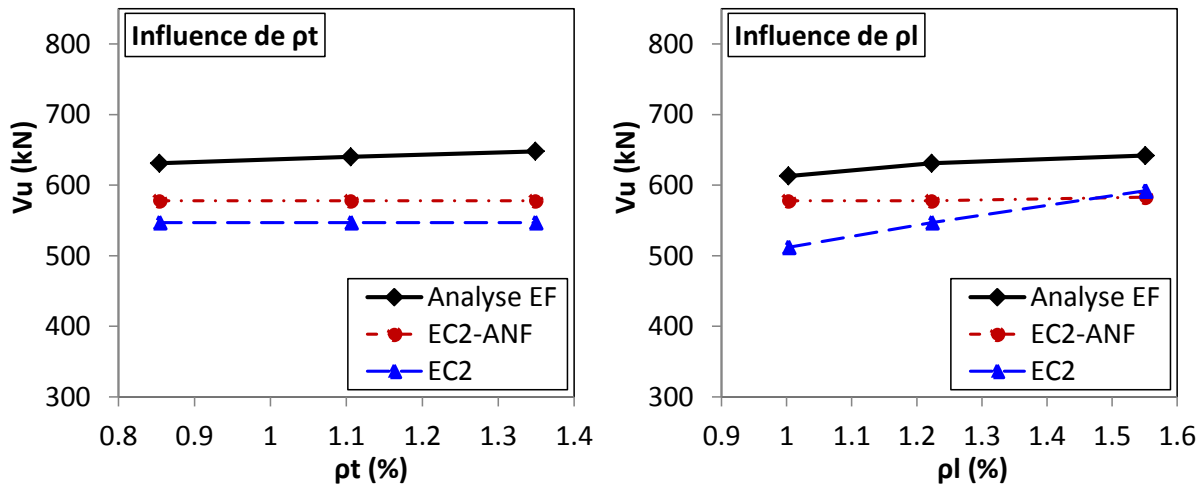 Influence de ρt
800
700
600
500
400
300
Vu (kN)
0.8 0.9 1 1.1 1.2 1.3 1.4
ρt (%)
Analyse EF
EC2-ANF
EC2
Influence de ρl
800
700
600
500
400
300
Vu (kN)
0.9 1 1.1 1.2 1.3 1.4 1.5 1.6
ρl (%)
Analyse EF
EC2-ANF
EC2